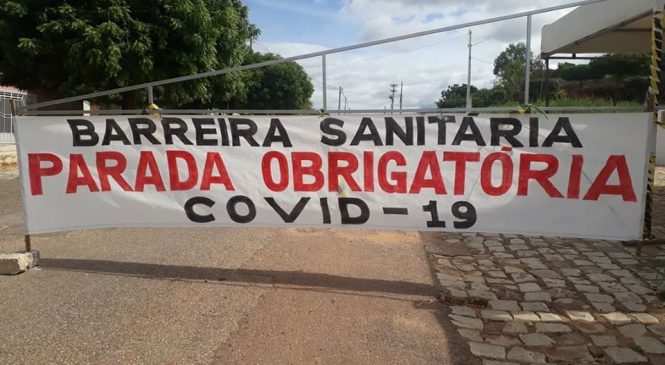 BARREIRA SANITÁRIA
PARADA OBRIGATÓRIA
COVID-19